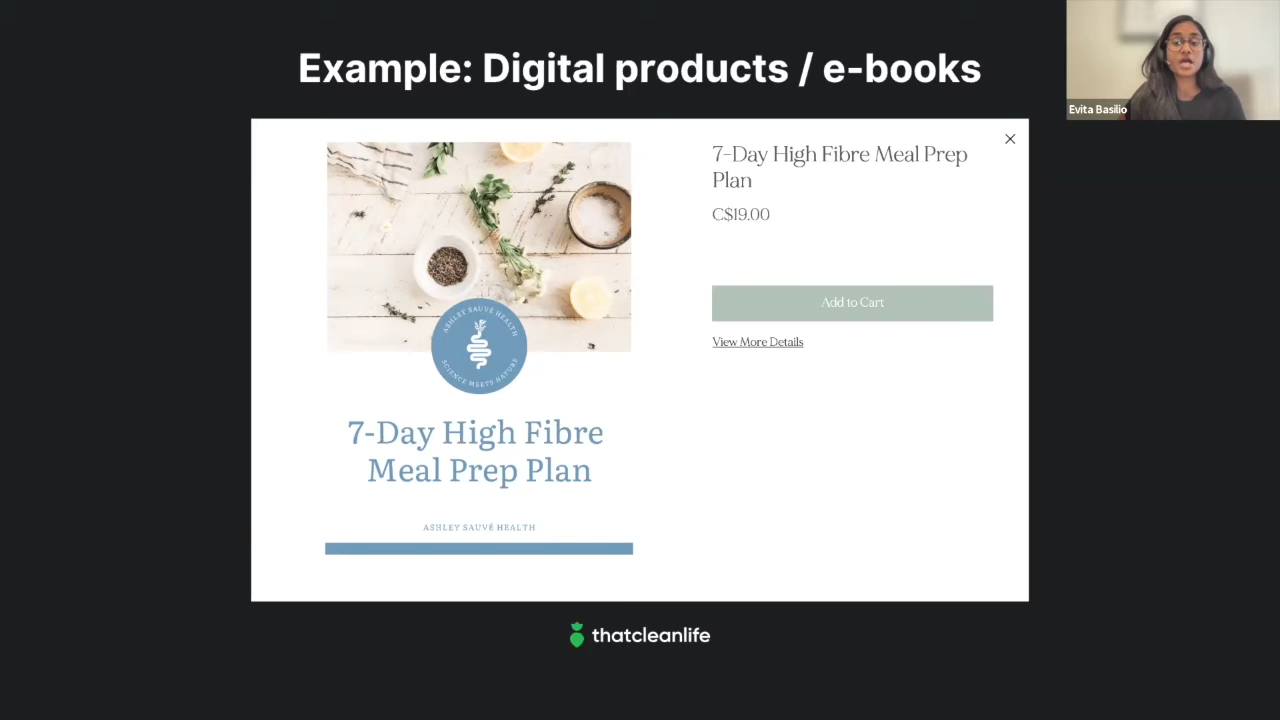 Example: Digital products / e-books
Evita Basilio
7-Day High Fibre Meal Prep
Plan
C$19.00
Add to Cart
View More Details
ASHLEY SAUVÉ HEALTH
SCIENCE MEETS NATURE
7-Day High Fibre
Meal Prep Plan
ASHLEY SAUVÉ HEALTH
thatcleanlife